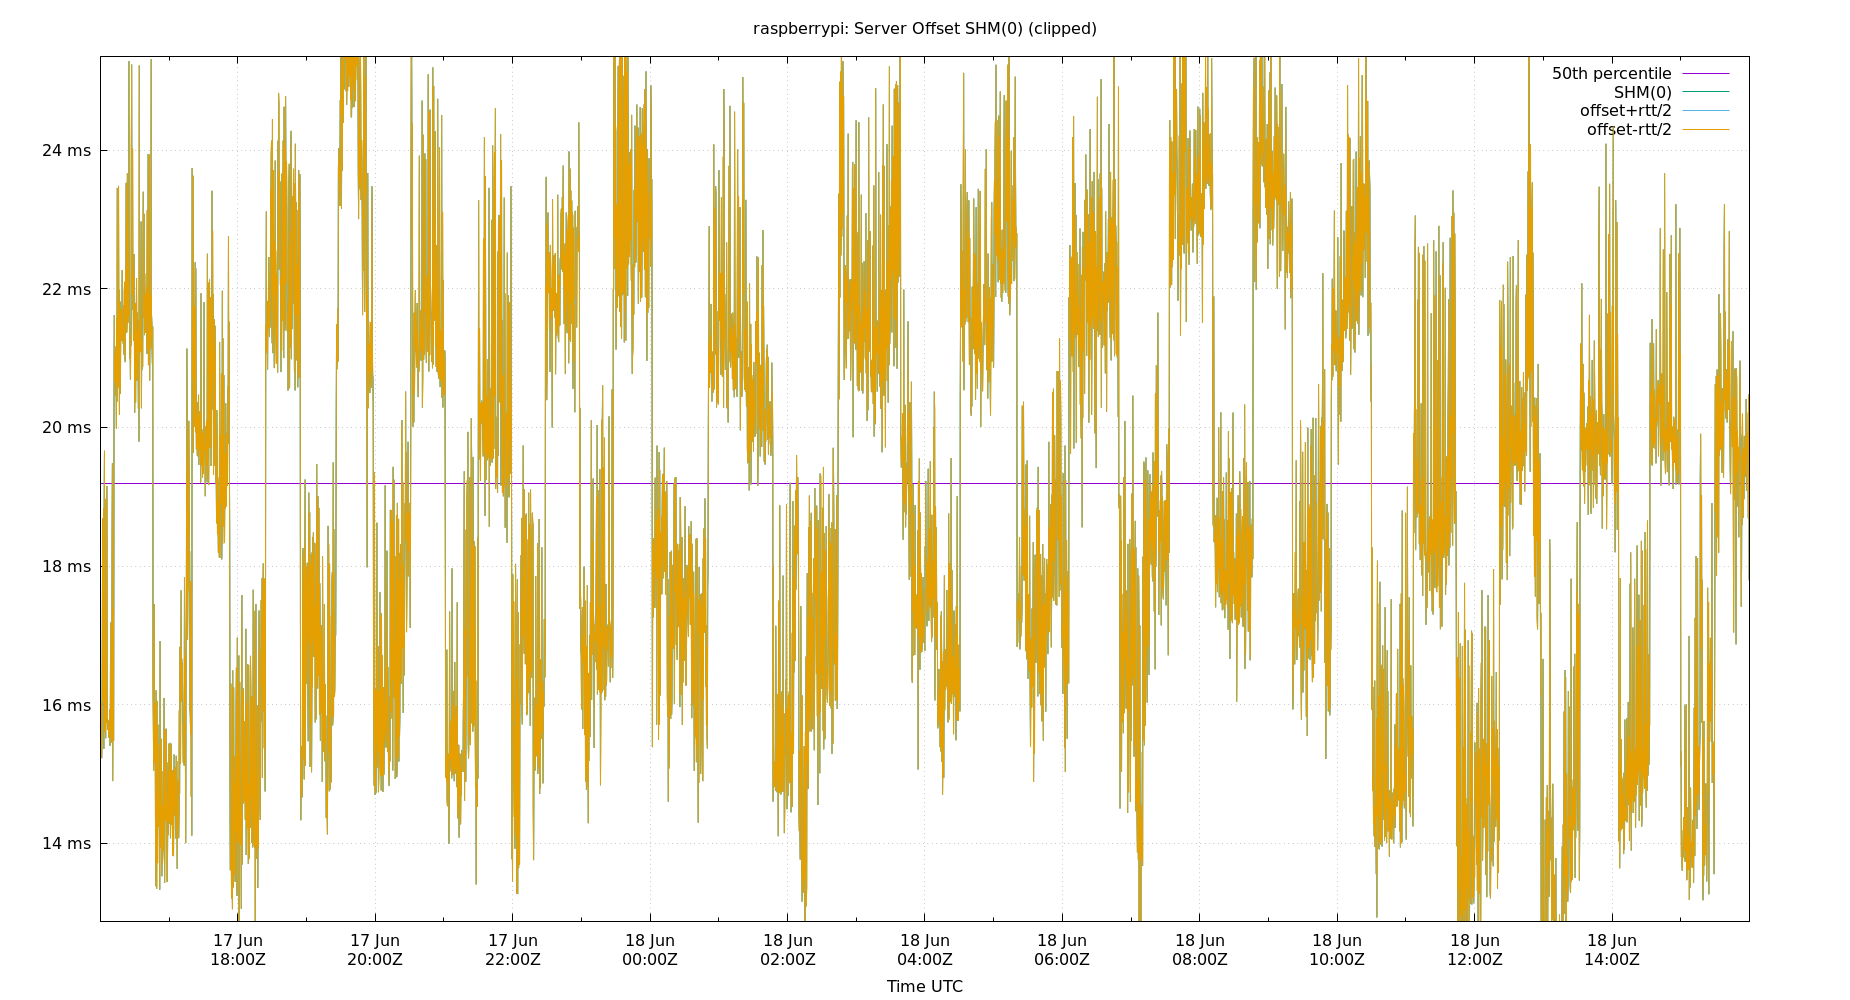 raspberrypi: Server Offset SHM(0) (clipped)
50th percentile
SHM(0)
offset+rtt/2
offset-rtt/2
24 ms
22 ms
20 ms
18 ms
16 ms
14 ms
17 Jun 17 Jun 17 Jun 18 Jun 18 Jun 18 Jun 18 Jun 18 Jun 18 Jun 18 Jun 18 Jun
18:00Z 20:00Z 22:00Z 00:00Z 02:00Z 04:00Z 06:00Z 08:00Z 10:00Z 12:00Z 14:00Z
Time UTC